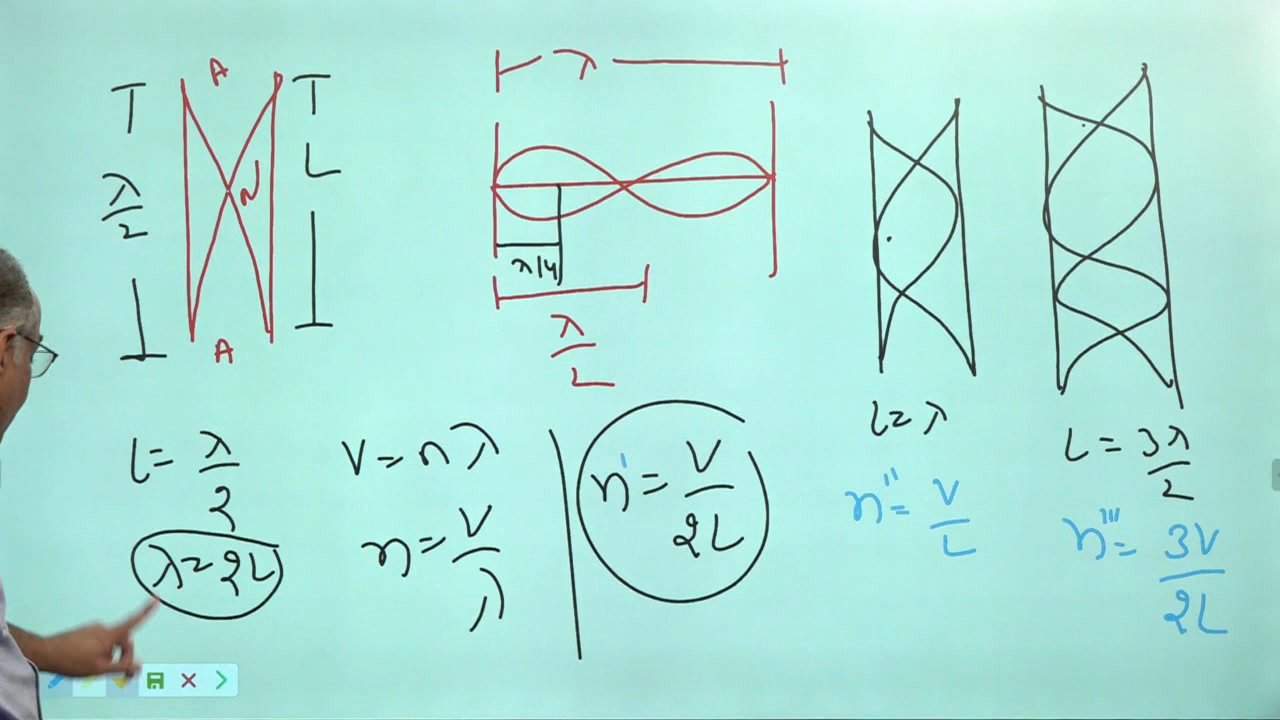 A
N
A
λ/2
L
λ
λ/4
λ/2
L = λ/2
λ = 2L
V = nλ
n = V/λ
n' = V/2L
L = λ
n'' = V/L
L = 3λ/2
n''' = 3V/2L